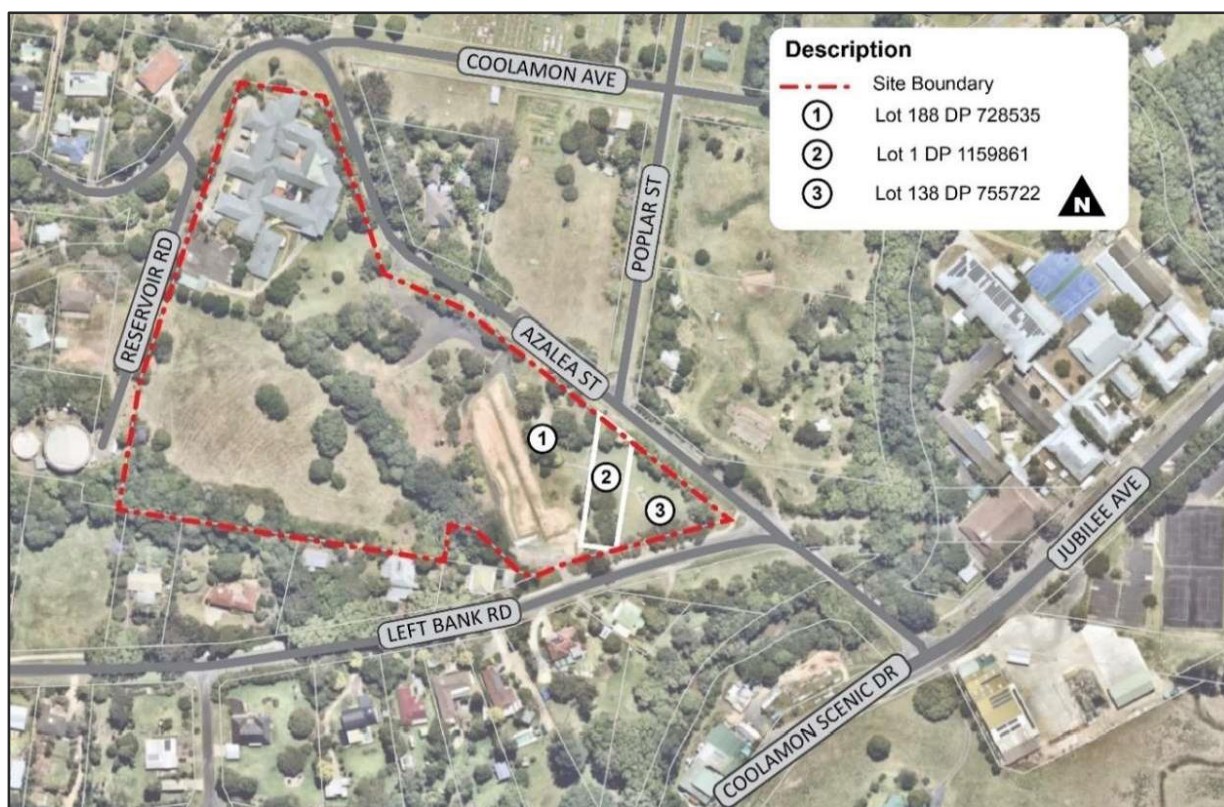 COOLAMON AVE
Description
Site Boundary
1 Lot 188 DP 728535
2 Lot 1 DP 1159861
3 Lot 138 DP 755722
N
RESERVOIR RD
POPLAR ST
AZALEA ST
1
2
3
JUBILEE AVE
LEFT BANK RD
COOLAMON SCENIC DR